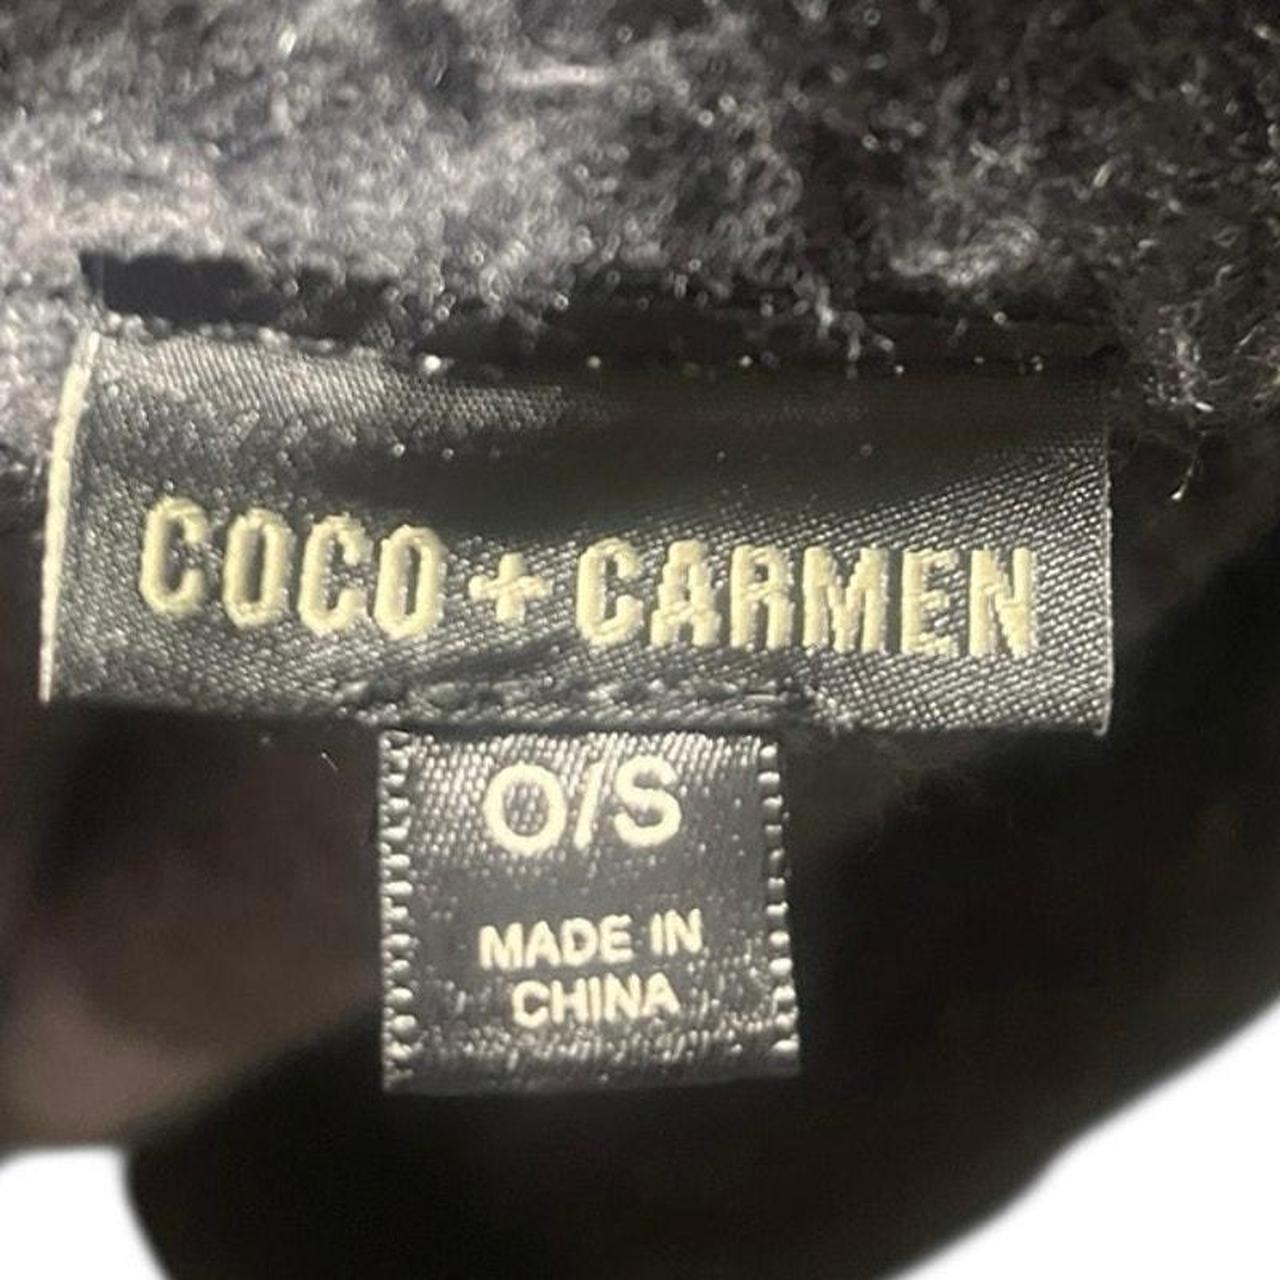 COCO + CARMEN
O/S
MADE IN
CHINA